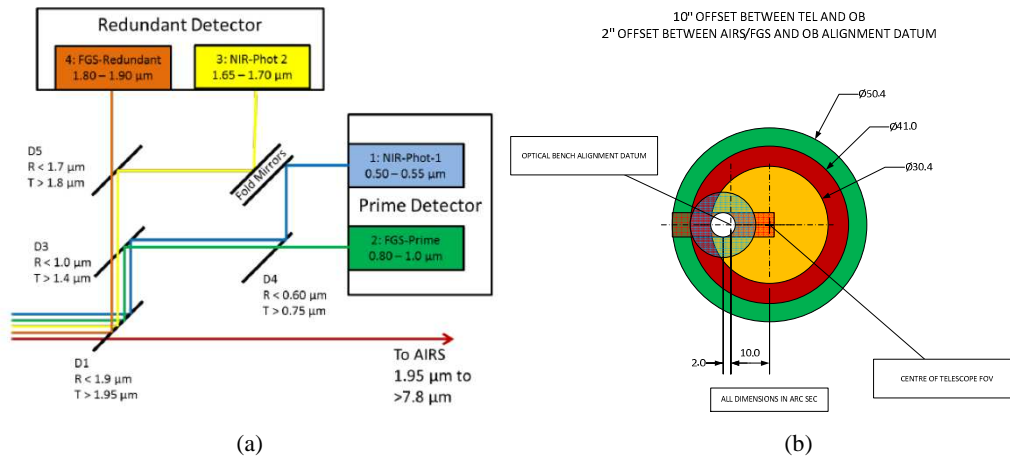 Redundant Detector
4: FGS-Redundant
1.80 – 1.90 µm
3: NIR-Phot 2
1.65 – 1.70 µm
D5
R < 1.7 µm
T > 1.8 µm
Fold Mirrors
1: NIR-Phot-1
0.50 – 0.55 µm
Prime Detector
2: FGS-Prime
0.80 – 1.0 µm
D3
R < 1.0 µm
T > 1.4 µm
D4
R < 0.60 µm
T > 0.75 µm
D1
R < 1.9 µm
T > 1.95 µm
To AIRS
1.95 µm to
>7.8 µm
(a)
10" OFFSET BETWEEN TEL AND OB
2" OFFSET BETWEEN AIRS/FGS AND OB ALIGNMENT DATUM
Ø50.4
Ø41.0
Ø30.4
OPTICAL BENCH ALIGNMENT DATUM
2.0
10.0
CENTRE OF TELESCOPE FOV
ALL DIMENSIONS IN ARC SEC
(b)